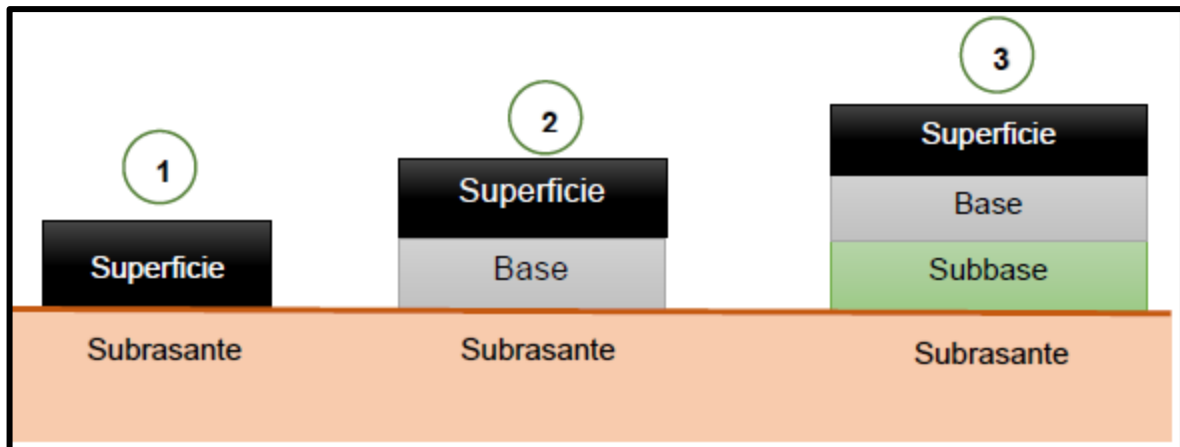 1
Superficie
Subrasante
2
Superficie
Base
Subrasante
3
Superficie
Base
Subbase
Subrasante